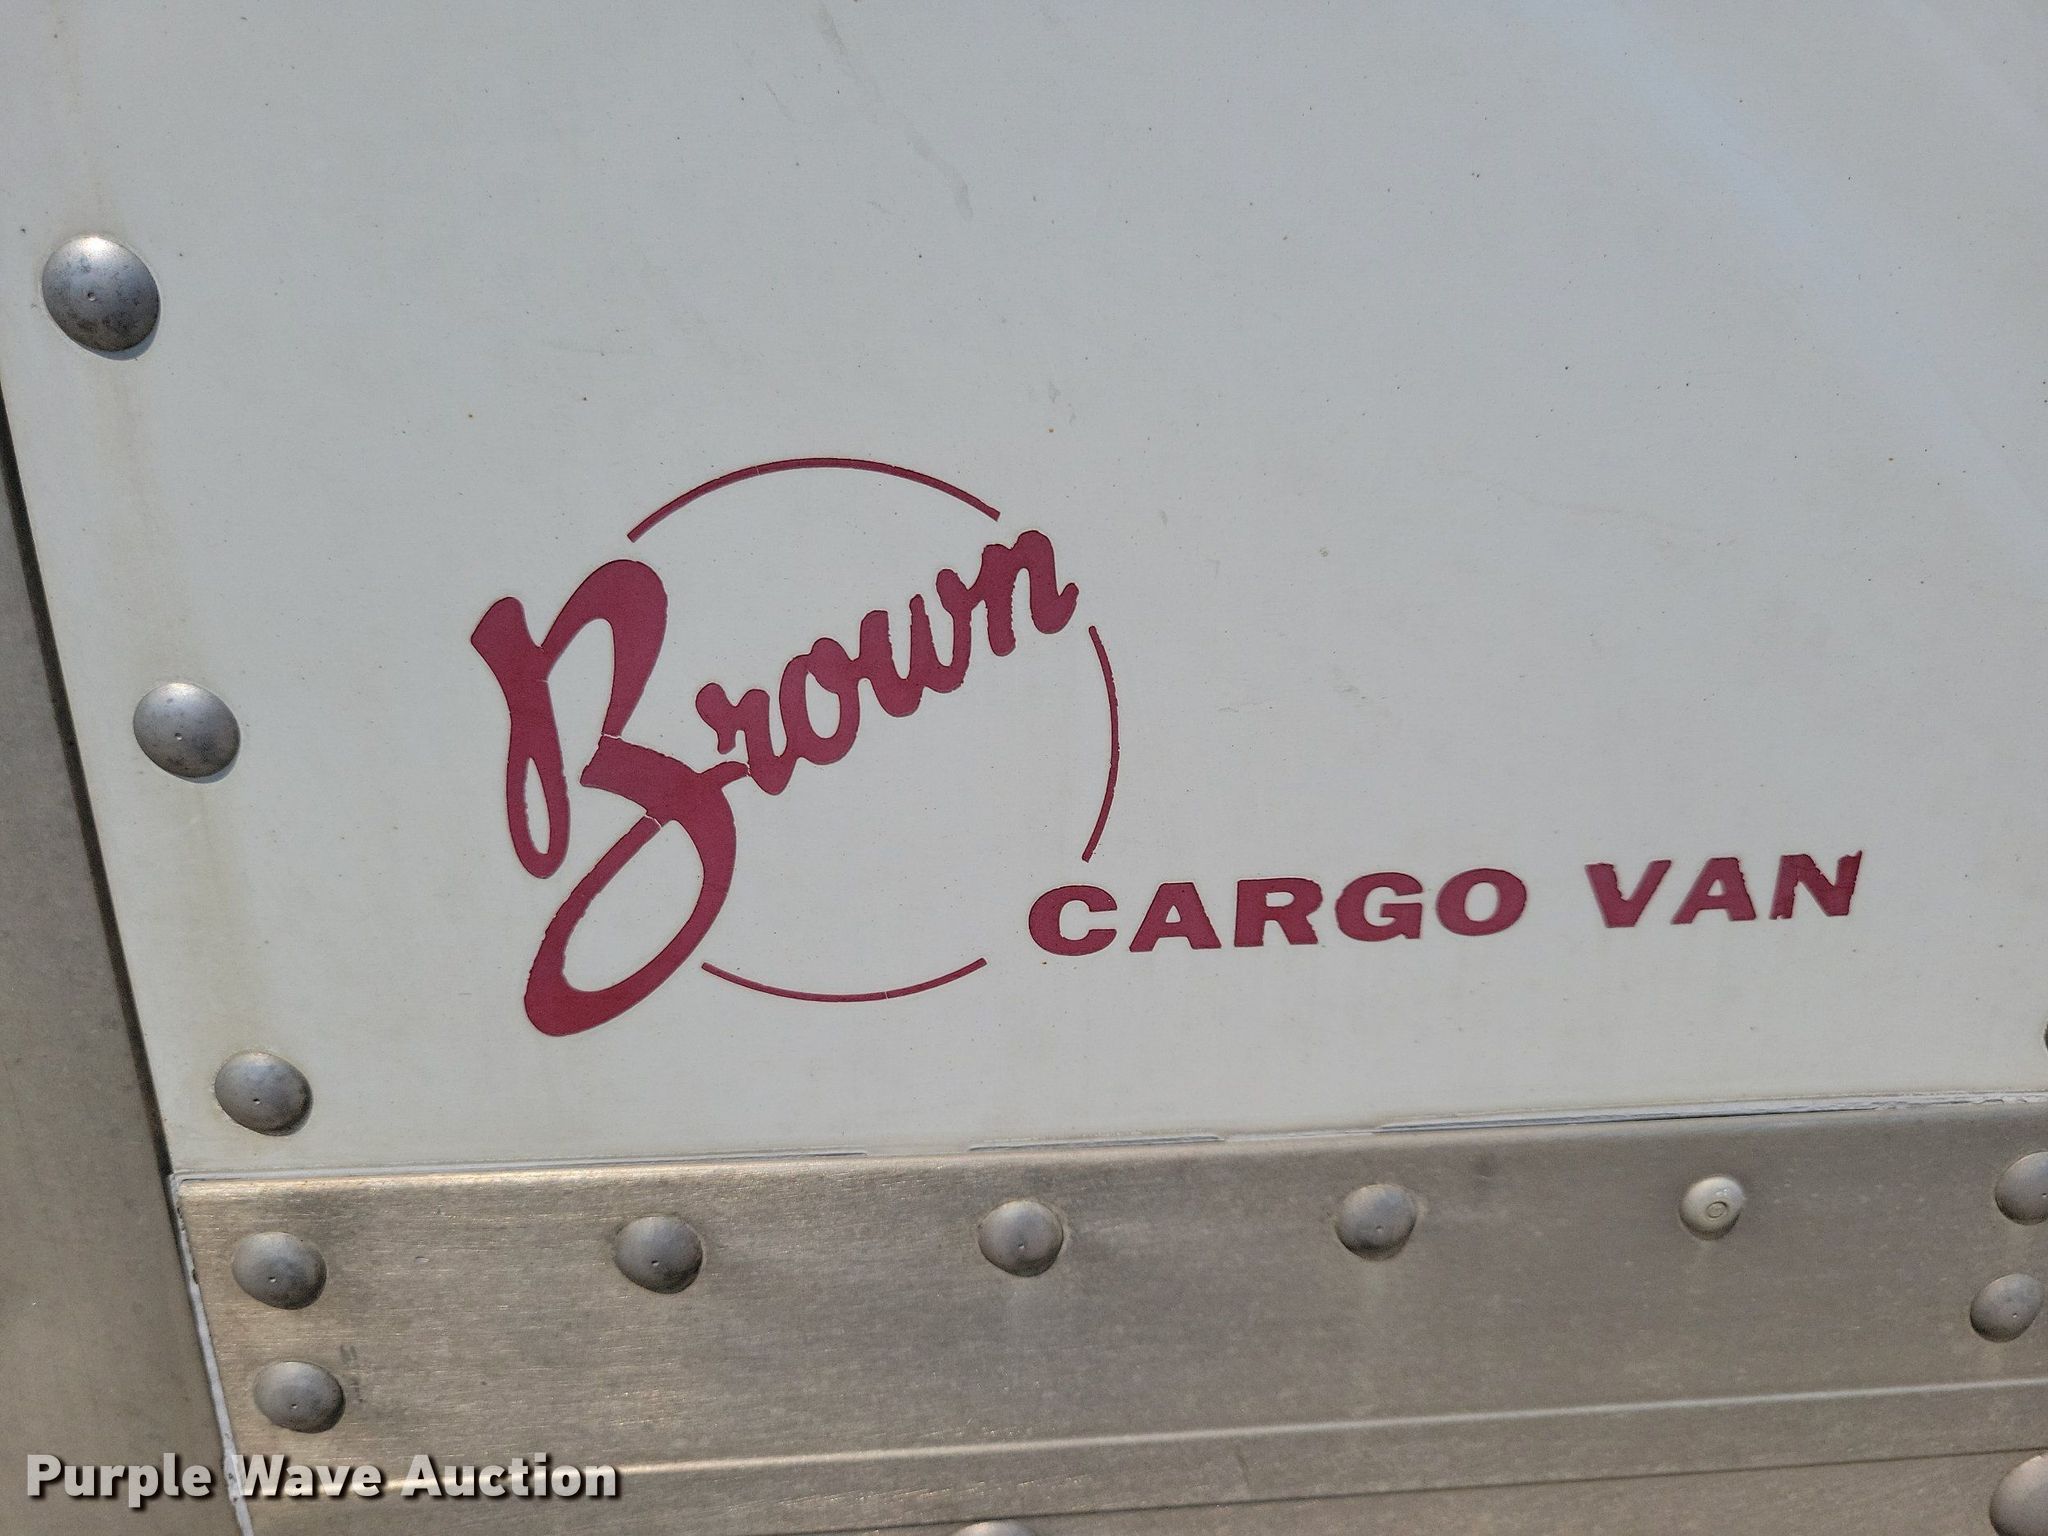 Brown
CARGO VAN
Purple Wave Auction